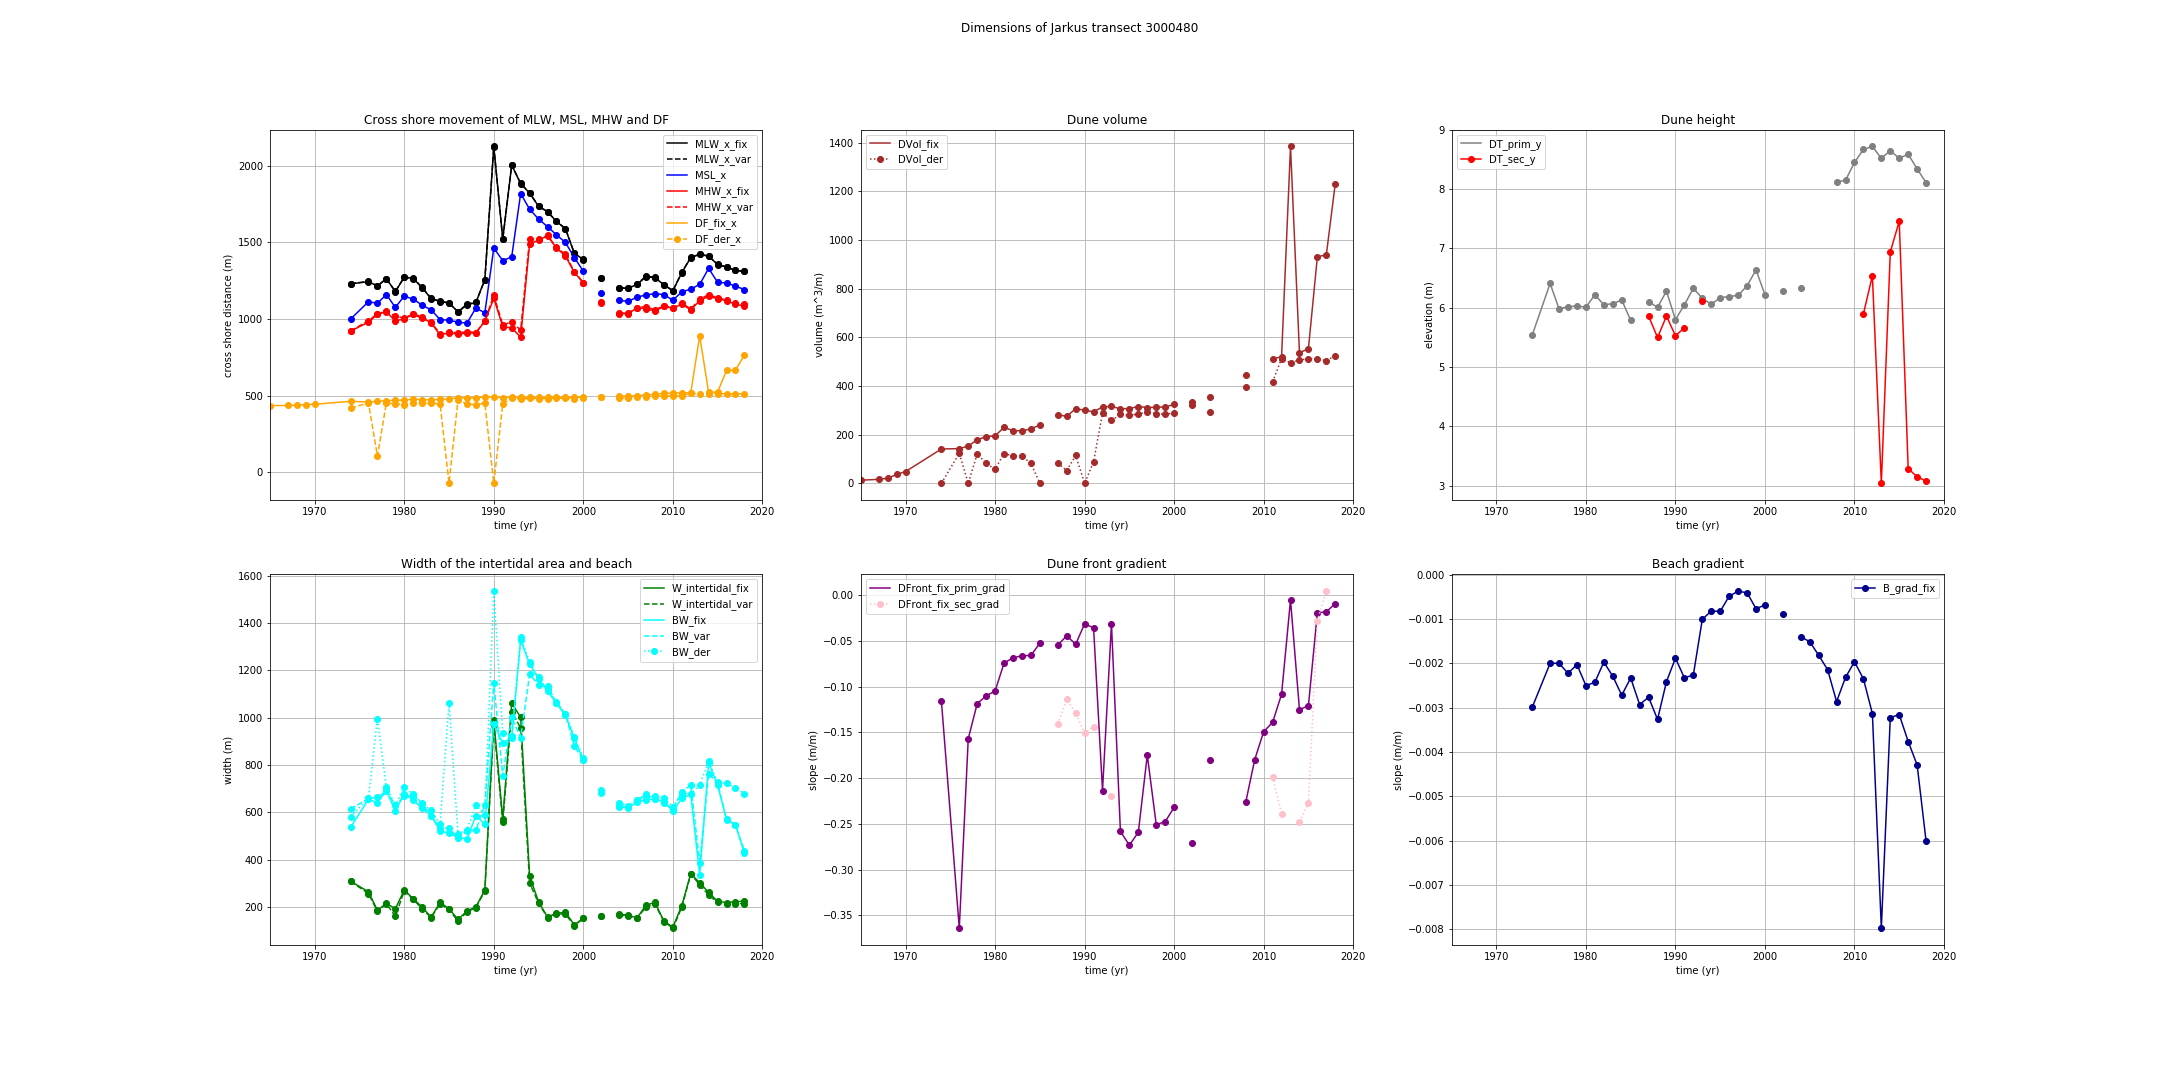 Dimensions of Jarkus transect 3000480
Cross shore movement of MLW, MSL, MHW and DF
cross shore distance (m)
2000
1500
1000
500
0
MLW_x_fix
MLW_x_var
MSL_x
MHW_x_fix
MHW_x_var
DF_fix_x
DF_der_x
1970 1980 1990 2000 2010 2020
time (yr)
Dune volume
volume (m^3/m)
1400
1200
1000
800
600
400
200
0
DVol_fix
DVol_der
1970 1980 1990 2000 2010 2020
time (yr)
Dune height
elevation (m)
9
8
7
6
5
4
3
DT_prim_y
DT_sec_y
1970 1980 1990 2000 2010 2020
time (yr)
Width of the intertidal area and beach
width (m)
1600
1400
1200
1000
800
600
400
200
W_intertidal_fix
W_intertidal_var
BW_fix
BW_var
BW_der
1970 1980 1990 2000 2010 2020
time (yr)
Dune front gradient
slope (m/m)
0.00
−0.05
−0.10
−0.15
−0.20
−0.25
−0.30
−0.35
DFront_fix_prim_grad
DFront_fix_sec_grad
1970 1980 1990 2000 2010 2020
time (yr)
Beach gradient
slope (m/m)
0.000
−0.001
−0.002
−0.003
−0.004
−0.005
−0.006
−0.007
−0.008
B_grad_fix
1970 1980 1990 2000 2010 2020
time (yr)